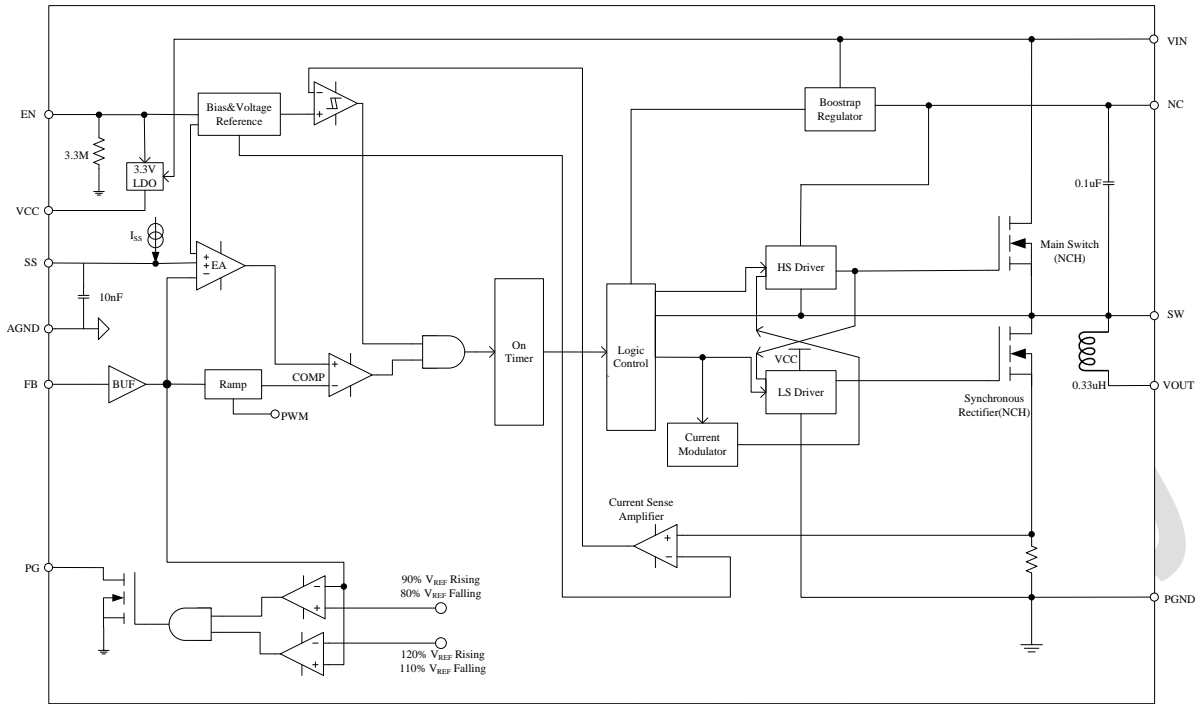 VIN
EN
Bias&Voltage
Reference
Boostrap
Regulator
NC
3.3M
3.3V
LDO
0.1uF
VCC
ISS
Main Switch
(NCH)
SS
EA
HS Driver
10nF
AGND
SW
On
Timer
Logic
Control
VCC
FB
BUF
Ramp
COMP
LS Driver
0.33uH
VOUT
PWM
Synchronous
Rectifier(NCH)
Current
Modulator
Current Sense
Amplifier
PG
90% VREF Rising
80% VREF Falling
PGND
120% VREF Rising
110% VREF Falling